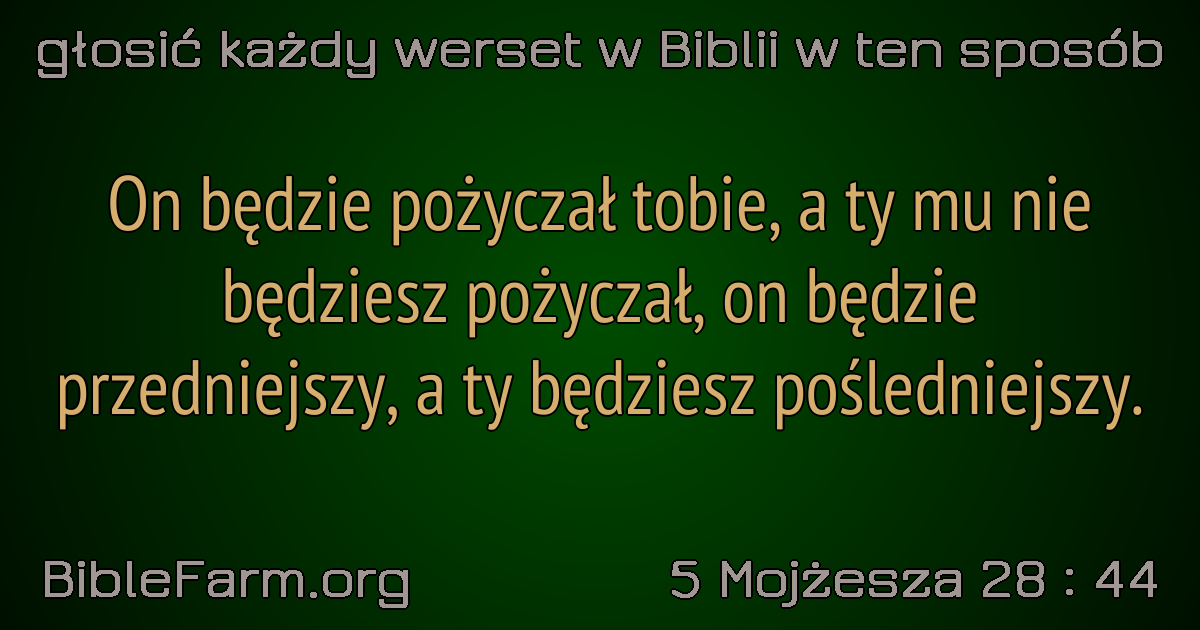 głosić każdy werset w Biblii w ten sposób
On będzie pożyczał tobie, a ty mu nie
będziesz pożyczał, on będzie
przedniejszy, a ty będziesz pośledniejszy.
BibleFarm.org
5 Mojżesza 28 : 44